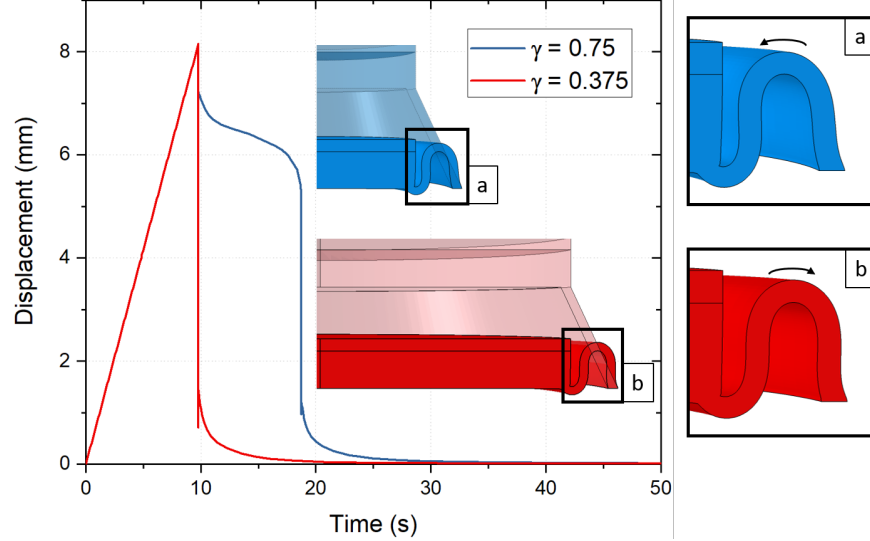 Displacement (mm)
8
6
4
2
0
0 10 20 30 40 50
Time (s)
γ = 0.75
γ = 0.375
a
b
a
b